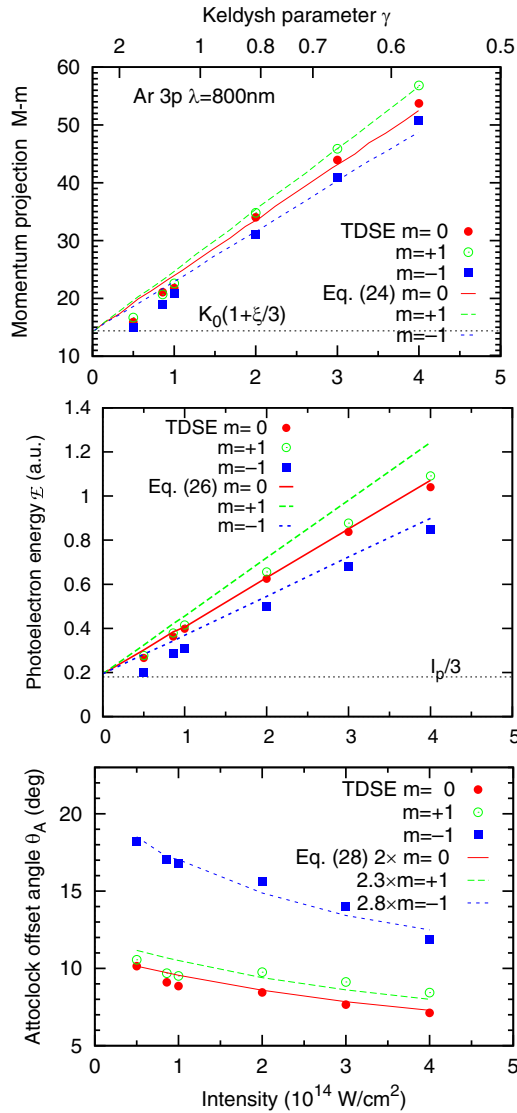 Keldysh parameter γ
2 1 0.8 0.7 0.6 0.5
Ar 3p λ=800nm
Momentum projection M-m
60
50
40
30
20
10
TDSE m= 0
m=+1
m=−1
Eq. (24) m= 0
m=+1
m=−1
K0(1+ξ/3)
0 1 2 3 4 5
Photoelectron energy ℰ (a.u.)
1.4
1.2
1
0.8
0.6
0.4
0.2
0
TDSE m= 0
m=+1
m=−1
Eq. (26) m= 0
m=+1
m=−1
Ip/3
0 1 2 3 4 5
Attoclock offset angle θA (deg)
20
15
10
5
TDSE m= 0
m=+1
m=−1
Eq. (28) 2× m= 0
2.3×m=+1
2.8×m=−1
0 1 2 3 4 5
Intensity (10^14 W/cm^2)